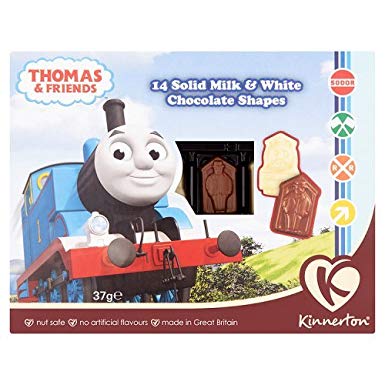 THOMAS
& FRIENDS
14 Solid Milk & White
Chocolate Shapes
SODOR
37g℮
nut safe
no artificial flavours
made in Great Britain
K
Kinnerton®